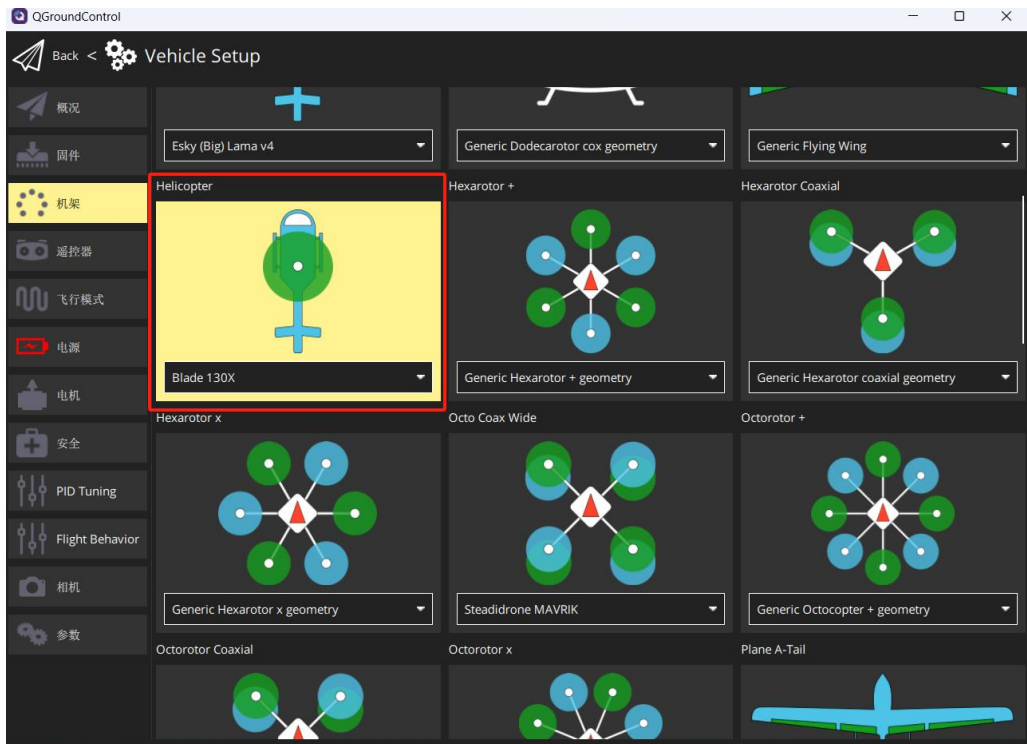 QGroundControl
Back < Vehicle Setup
概况
固件
机架
遥控器
飞行模式
电源
电机
安全
PID Tuning
Flight Behavior
相机
参数
Esky (Big) Lama v4
Generic Dodecarotor cox geometry
Generic Flying Wing
Helicopter
Hexarotor +
Hexarotor Coaxial
Blade 130X
Generic Hexarotor + geometry
Generic Hexarotor coaxial geometry
Hexarotor x
Octo Coax Wide
Octorotor +
Generic Hexarotor x geometry
Steadidrone MAVRIK
Generic Octocopter + geometry
Octorotor Coaxial
Octorotor x
Plane A-Tail